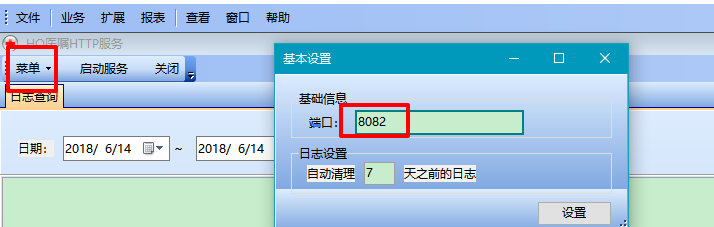 文件 业务 扩展 报表 查看 窗口 帮助
HO医嘱HTTP服务
菜单 启动服务 关闭
日志查询
日期： 2018/ 6/14 ~ 2018/ 6/14
基本设置
基础信息
端口： 8082
日志设置
自动清理 7 天之前的日志
设置